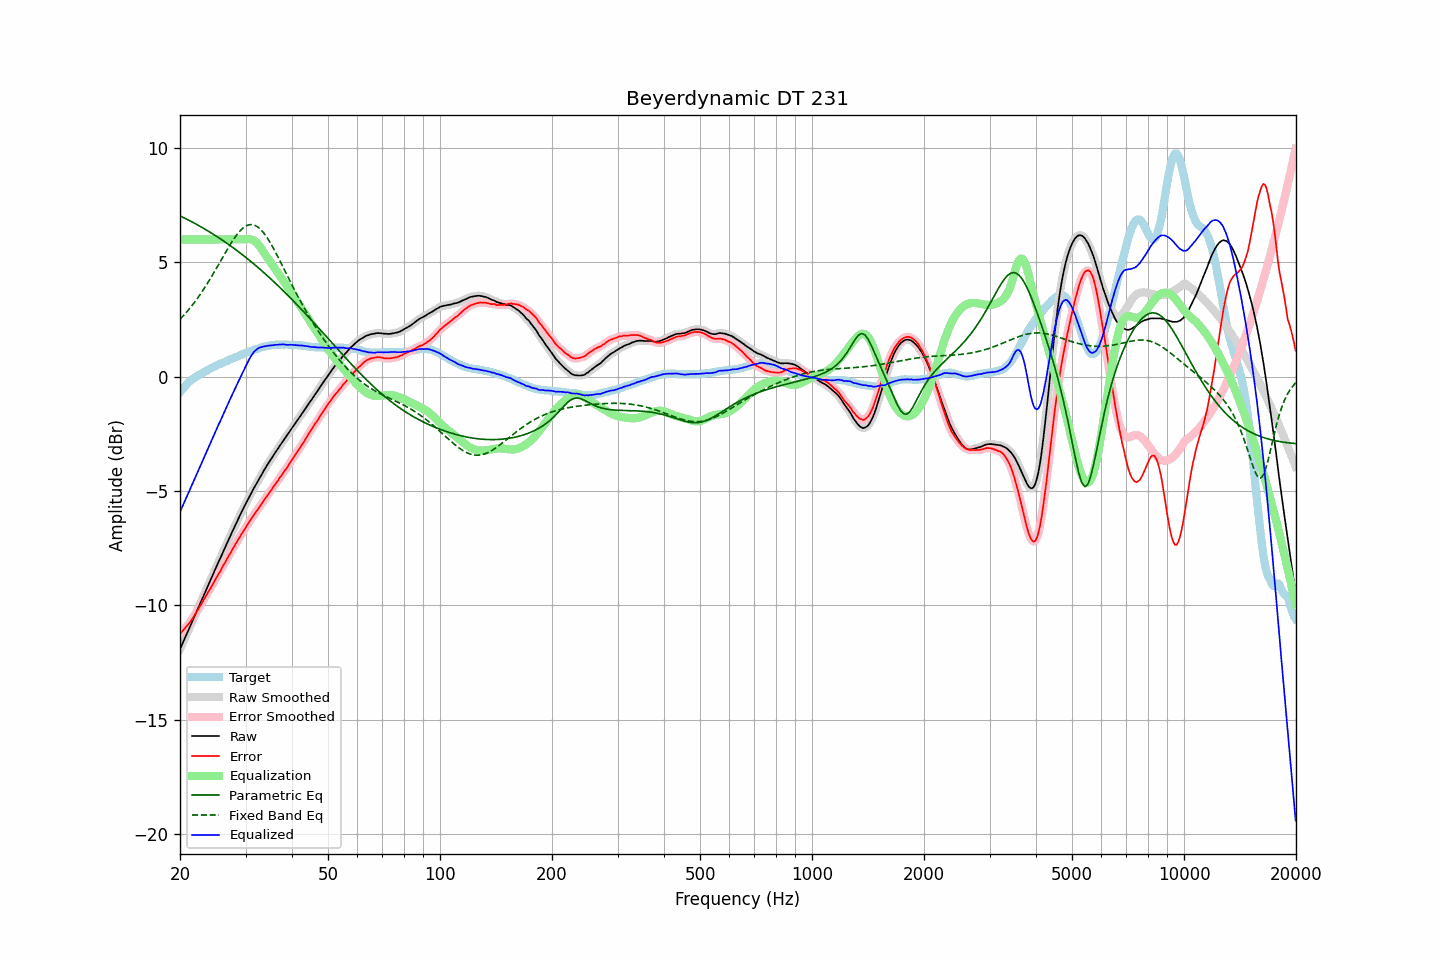 Beyerdynamic DT 231
10
5
0
−5
−10
−15
−20
Amplitude (dBr)
Target
Raw Smoothed
Error Smoothed
Raw
Error
Equalization
Parametric Eq
Fixed Band Eq
Equalized
20 50 100 200 500 1000 2000 5000 10000 20000
Frequency (Hz)